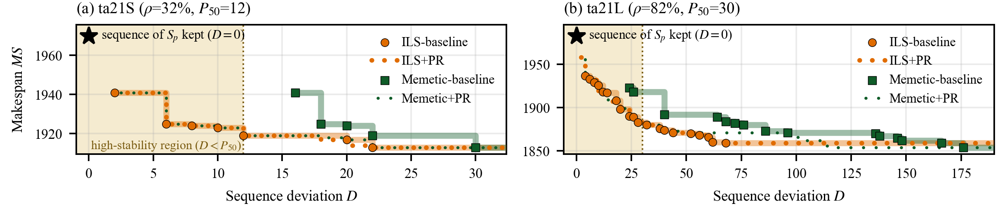 (a) ta21S (ρ=32%, P50=12)
sequence of Sp kept (D=0)
ILS-baseline
ILS+PR
Memetic-baseline
Memetic+PR
high-stability region (D<P50)
Makespan MS
1960
1940
1920
0 5 10 15 20 25 30
Sequence deviation D
(b) ta21L (ρ=82%, P50=30)
sequence of Sp kept (D=0)
ILS-baseline
ILS+PR
Memetic-baseline
Memetic+PR
1950
1900
1850
0 25 50 75 100 125 150 175
Sequence deviation D